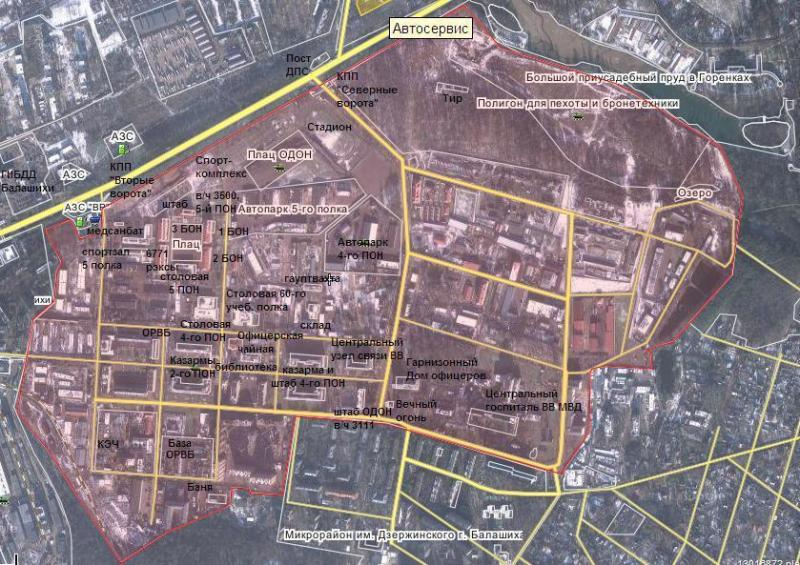 Автосервис
Пост
ДПС
КПП
"Северные
ворота"
Большой приусадебный пруд в Горенках
Тир
Полигон для пехоты и бронетехники
Стадион
АЗС
Плац ОДОН
Спорт-
комплекс
КПП
"Вторые
ворота"
АЗС
ГИБДД
Балашихи
АЗС "ВР
штаб
в/ч 3500,
5-й ПОН
Автопарк 5-го полка
Озеро
медсанбат
3 БОН
1 БОН
Плац
спортзал
5 полка
6771
рэксы
2 БОН
Автопарк
4-го ПОН
столовая
5 ПОН
гауптвахта
Столовая 60-го
учеб. полка
ихи
ОРВБ
Столовая
4-го ПОН
склад
Офицерская
чайная
Центральный
узел связи ВВ
Казармы
2-го ПОН
библиотека
казарма и
штаб 4-го ПОН
Гарнизонный
Дом офицеров
Центральный
госпиталь ВВ МВД
штаб ОДОН
в/ч 3111
Вечный
огонь
КЭЧ
База
ОРВБ
Баня
Микрорайон им. Дзержинского г. Балашиха